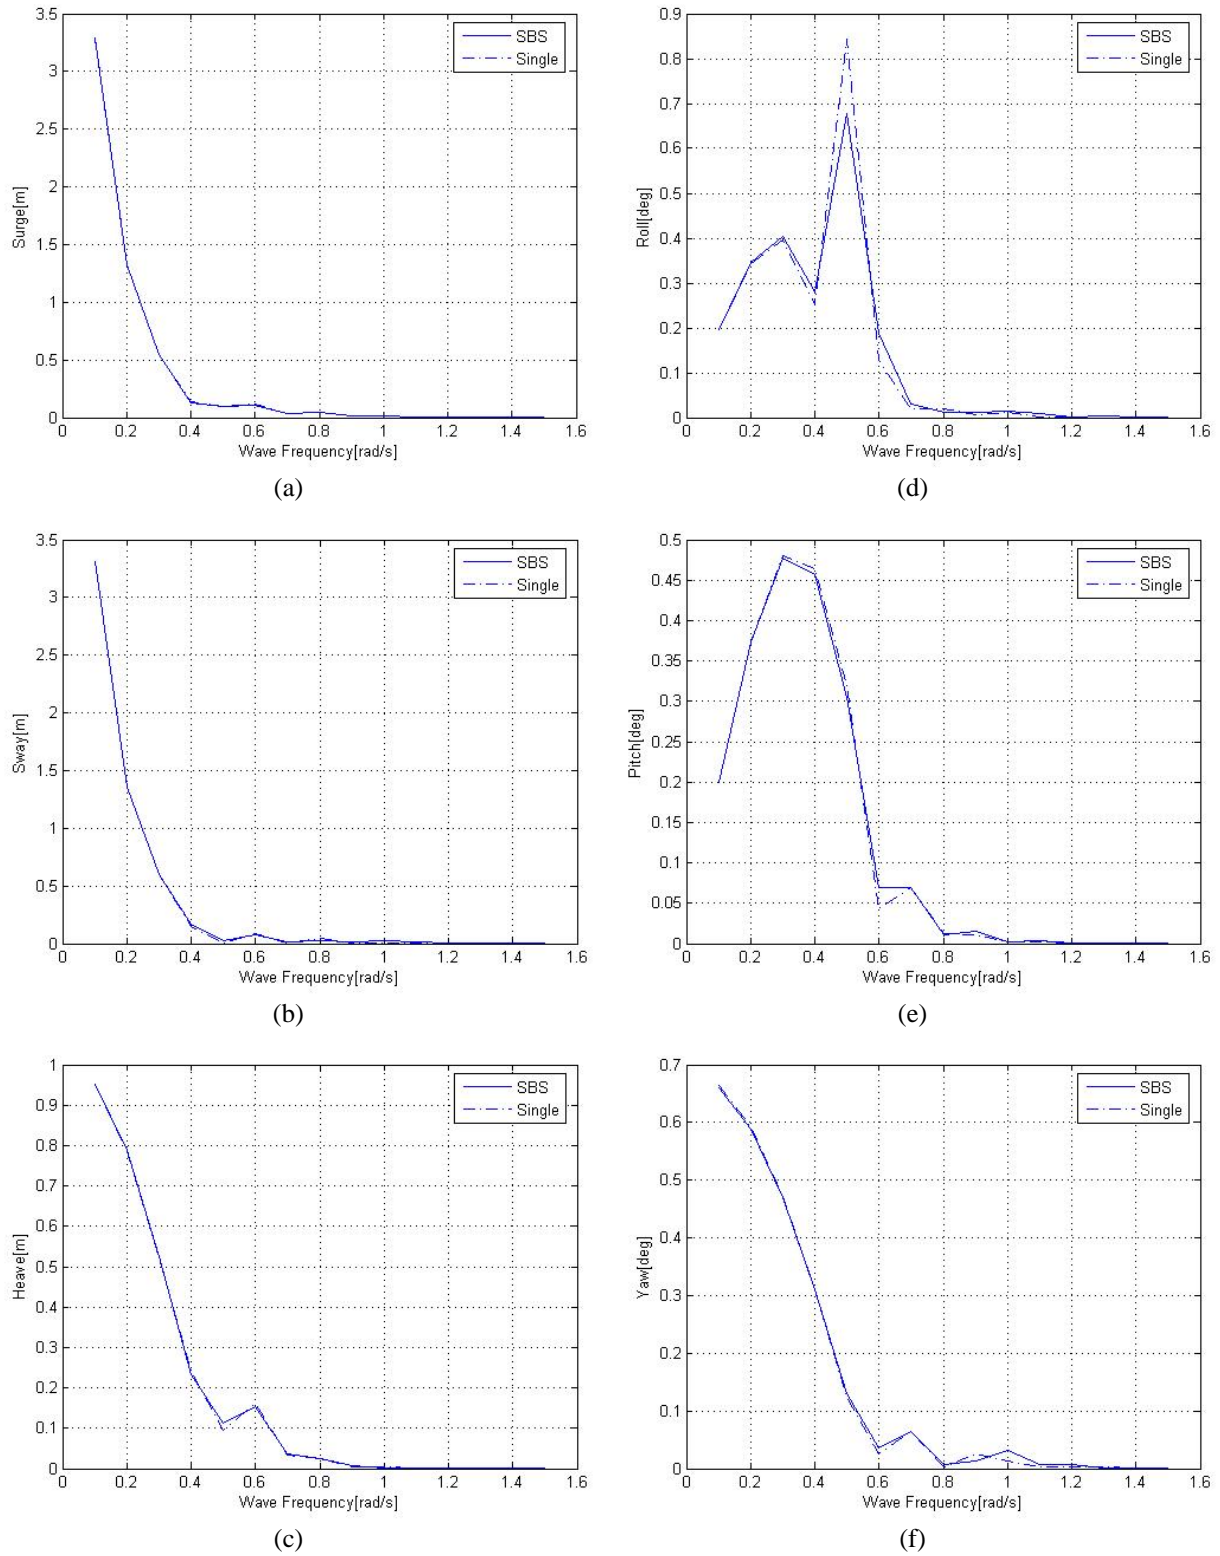 3.5
3
2.5
2
1.5
1
0.5
0
Surge[m]
SBS
Single
0 0.2 0.4 0.6 0.8 1 1.2 1.4 1.6
Wave Frequency[rad/s]
(a)
0.9
0.8
0.7
0.6
0.5
0.4
0.3
0.2
0.1
0
Roll[deg]
SBS
Single
0 0.2 0.4 0.6 0.8 1 1.2 1.4 1.6
Wave Frequency[rad/s]
(d)
3.5
3
2.5
2
1.5
1
0.5
0
Sway[m]
SBS
Single
0 0.2 0.4 0.6 0.8 1 1.2 1.4 1.6
Wave Frequency[rad/s]
(b)
0.5
0.45
0.4
0.35
0.3
0.25
0.2
0.15
0.1
0.05
0
Pitch[deg]
SBS
Single
0 0.2 0.4 0.6 0.8 1 1.2 1.4 1.6
Wave Frequency[rad/s]
(e)
1
0.9
0.8
0.7
0.6
0.5
0.4
0.3
0.2
0.1
0
Heave[m]
SBS
Single
0 0.2 0.4 0.6 0.8 1 1.2 1.4 1.6
Wave Frequency[rad/s]
(c)
0.7
0.6
0.5
0.4
0.3
0.2
0.1
0
Yaw[deg]
SBS
Single
0 0.2 0.4 0.6 0.8 1 1.2 1.4 1.6
Wave Frequency[rad/s]
(f)